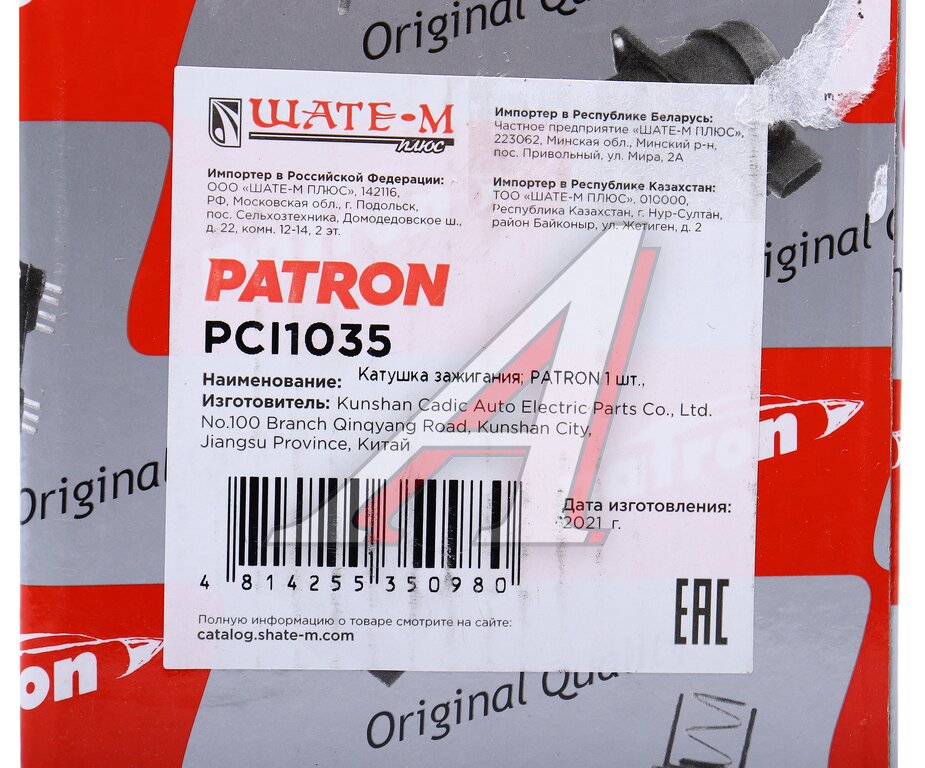 Original Qu
ШАТЕ-М
плюс
Импортер в Республике Беларусь:
Частное предприятие «ШАТЕ-М ПЛЮС»,
223062, Минская обл., Минский р-н,
пос. Привольный, ул. Мира, 2А
Импортер в Российской Федерации:
ООО «ШАТЕ-М ПЛЮС», 142116,
РФ, Московская обл., г. Подольск,
пос. Сельхозтехника, Домодедовское ш.,
д. 22, комн. 12-14, 2 эт.
Импортер в Республике Казахстан:
ТОО «ШАТЕ-М ПЛЮС». 010000,
Республика Казахстан, г. Нур-Султан,
район Байконыр, ул. Жетиген, д. 2
iginal
PATRON
PCI1035
Наименование: Катушка зажигания; PATRON 1 шт.,
Изготовитель: Kunshan Cadic Auto Electric Parts Co., Ltd.
No.100 Branch Qingyang Road, Kunshan City,
Jiangsu Province, Китай
atron
Original
Дата изготовления:
2021 г.
4 814255 350980
Полную информацию о товаре смотрите на сайте:
catalog.shate-m.com
EAC
on
Original Qua